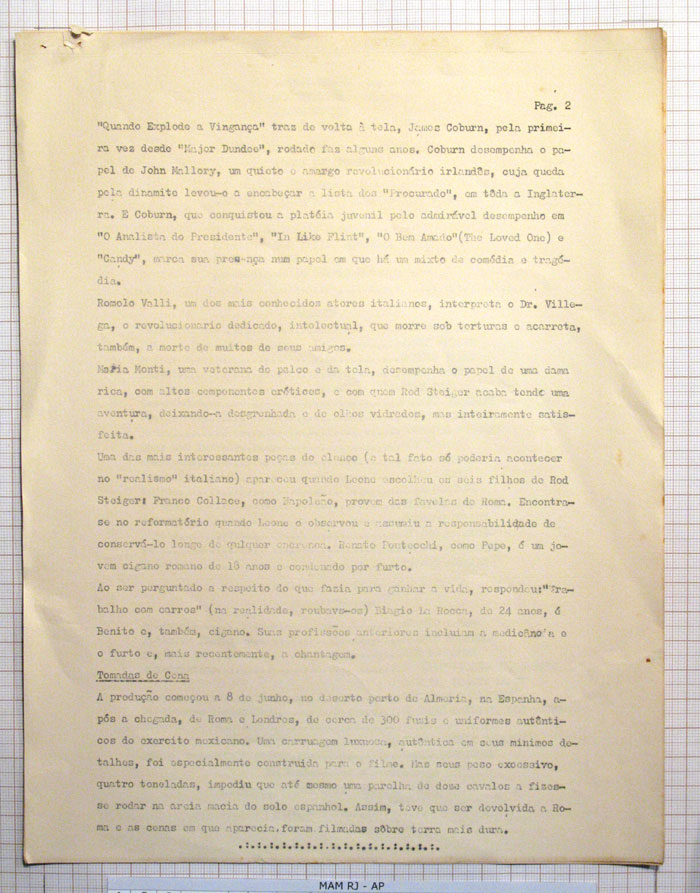 Pag. 2
"Quando Explode a Vingança" traz de volta à tela, James Coburn, pela primei-
ra vez desde "Major Dundee", rodado faz alguns anos. Coburn desempenha o pa-
pel de John Mallory, um quieto e amargo revolucionário irlandês, cuja queda
pela dinamite levou-o a encabeçar a lista dos "Procurado", em tôda a Inglater-
ra. E Coburn, que conquistou a platéia juvenil pelo admirável desempenho em
"O Analista do Presidente", "In Like Flint", "O Bem Amado"(The Loved One) e
"Candy", marca sua presença num papel em que há um mixto de comédia e tragé-
dia.
Romolo Valli, um dos mais conhecidos atores italianos, interpreta o Dr. Ville-
ga, o revolucionario dedicado, intelectual, que morre sob torturas e acarreta,
também, a morte de muitos de seus amigos.
Maria Monti, uma veterana do palco e da tela, desempenha o papel de uma dama
rica, com altos componentes eróticos, e com quem Rod Steiger acaba tendo uma
aventura, deixando-a desgrenhada e de olhos vidrados, mas inteiramente satis-
feita.
Uma das mais interessantes peças do elenco (e tal fato só poderia acontecer
no "realismo" italiano) apareceu quando Leone escolheu os seis filhos de Rod
Steiger: Franco Collace, como Napoleão, provem das favelas de Roma. Encontra-
se no reformatório quando Leone o observou e assumiu a responsabilidade de
conservá-lo longe de qulquer encrenca. Renato Pontecchi, como Pepe, é um jo-
vem cigano romano de 18 anos e condenado por furto.
Ao ser perguntado a respeito do que fazia para ganhar a vida, respondeu:"Tra-
balho com carros" (na realidade, roubava-os) Biagio la Rocca, de 24 anos, é
Benito e, também, cigano. Suas profissões anteriores incluiam a
o furto e, mais recentemente, a chantagem.
Tomadas de Cena
A produção começou a 8 de junho, no deserto perto de Almeria, na Espanha, a-
pós a chegada, de Roma e Londres, de cerca de 300 fuzis e uniformes autênti-
cos do exercito mexicano. Uma carruagem luxuosa, autêntica em seus minimos de-
talhes, foi especialmente construida para o filme. Mas seus peso excessivo,
quatro toneladas, impediu que até mesmo uma parelha de doze cavalos a fizes-
se rodar na areia macia do solo espanhol. Assim, teve que ser devolvida a Ro-
ma e as cenas em que aparecia.foram.filmadas sôbre terra mais dura.
.:.:.:.:.:.:.:.:.:.:.:.:.:.:.:.:.:.:.
MAM RJ - AP